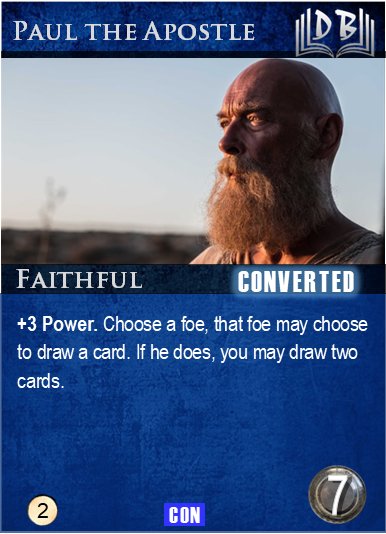 PAUL THE APOSTLE
DB
FAITHFUL
CONVERTED
+3 Power. Choose a foe, that foe may choose
to draw a card. If he does, you may draw two
cards.
2
CON
7